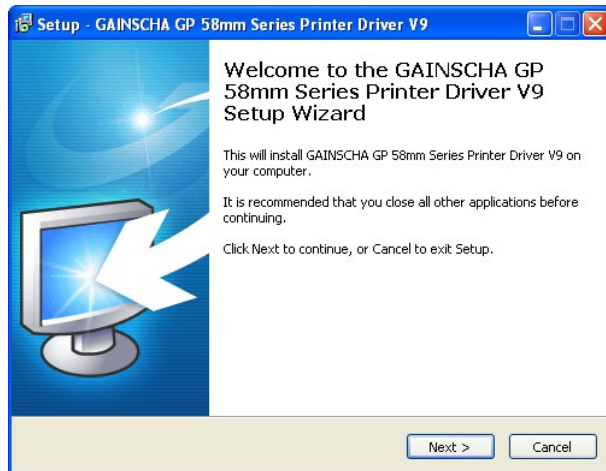 Setup - GAINSCHA GP 58mm Series Printer Driver V9
Welcome to the GAINSCHA GP
58mm Series Printer Driver V9
Setup Wizard
This will install GAINSCHA GP 58mm Series Printer Driver V9 on
your computer.
It is recommended that you close all other applications before
continuing.
Click Next to continue, or Cancel to exit Setup.
Next > Cancel